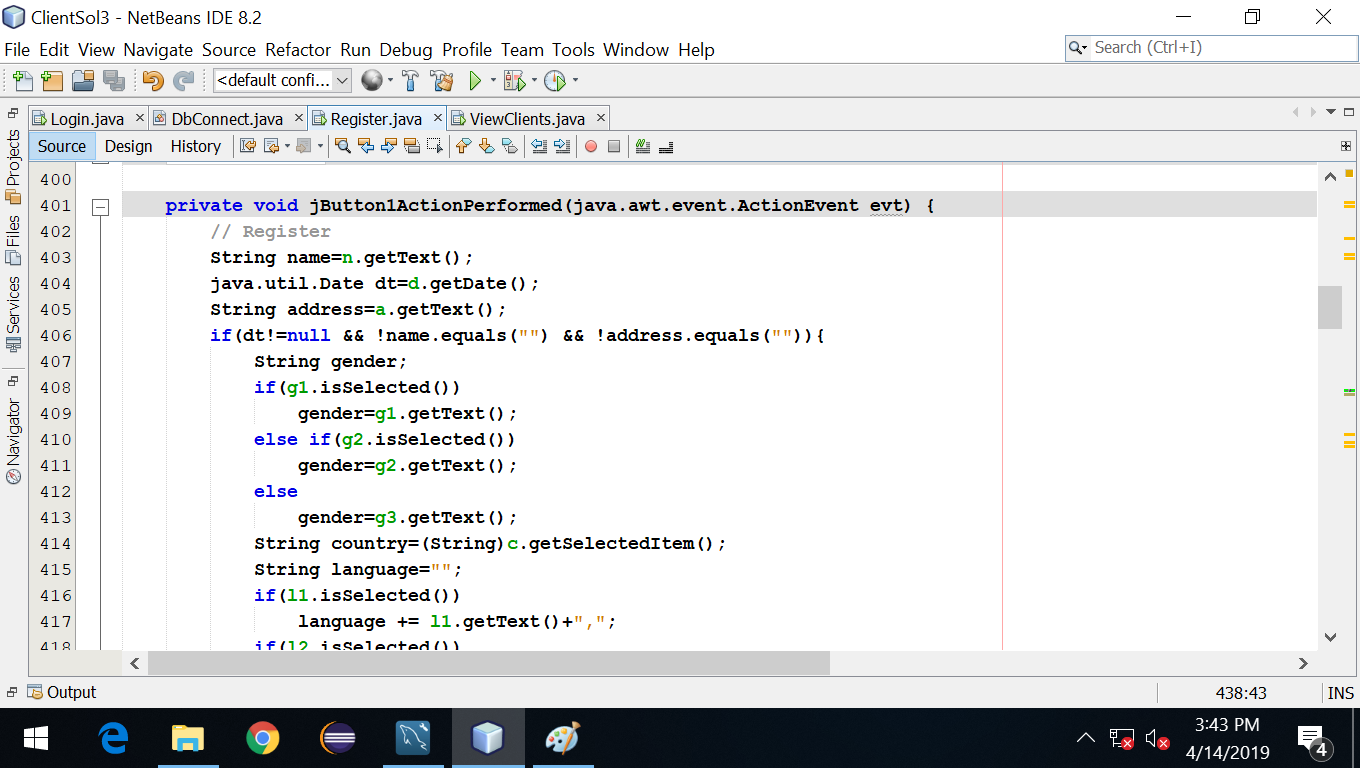 ClientSol3 - NetBeans IDE 8.2
File Edit View Navigate Source Refactor Run Debug Profile Team Tools Window Help
Search (Ctrl+I)
<default confi...
Login.java DbConnect.java Register.java ViewClients.java
Source Design History
Projects
Files
Services
Navigator
400
401 private void jButton1ActionPerformed(java.awt.event.ActionEvent evt) {
402 // Register
403 String name=n.getText();
404 java.util.Date dt=d.getDate();
405 String address=a.getText();
406 if(dt!=null && !name.equals("") && !address.equals("")){
407 String gender;
408 if(g1.isSelected())
409 gender=g1.getText();
410 else if(g2.isSelected())
411 gender=g2.getText();
412 else
413 gender=g3.getText();
414 String country=(String)c.getSelectedItem();
415 String language="";
416 if(l1.isSelected())
417 language += l1.getText()+",";
418 if(l2.isSelected())
Output
438:43 INS
3:43 PM
4/14/2019
4